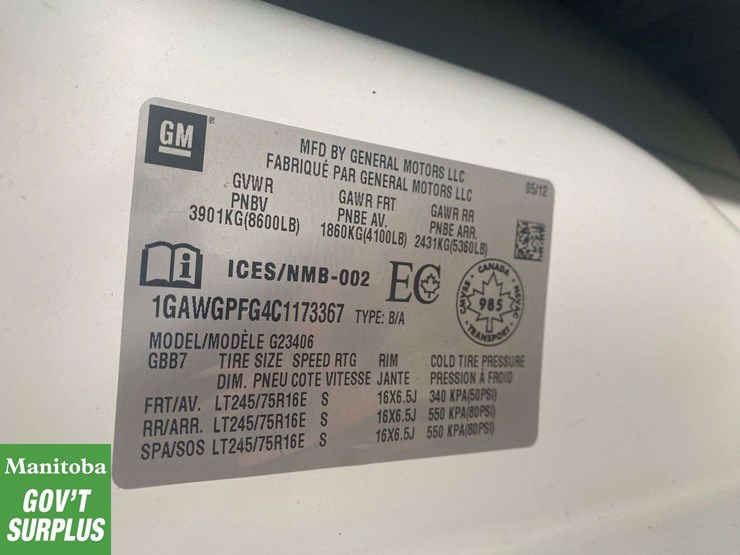 GM®
MFD BY GENERAL MOTORS LLC
FABRIQUÉ PAR GENERAL MOTORS LLC
05/12
GVWR GAWR FRT GAWR RR
PNBV PNBE AV. PNBE ARR.
3901KG(8600LB) 1860KG(4100LB) 2431KG(5360LB)
i ICES/NMB-002 EC
CANADA
985
TRANSPORT
1GAWGPFG4C1173367 TYPE: B/A
MODEL/MODÈLE G23406
GBB7 TIRE SIZE SPEED RTG RIM COLD TIRE PRESSURE
DIM. PNEU COTE VITESSE JANTE PRESSION À FROID
FRT/AV. LT245/75R16E S 16X6.5J 340 KPA(50PSI)
RR/ARR. LT245/75R16E S 16X6.5J 550 KPA(80PSI)
SPA/SOS LT245/75R16E S 16X6.5J 550 KPA(80PSI)
Manitoba
GOV'T
SURPLUS